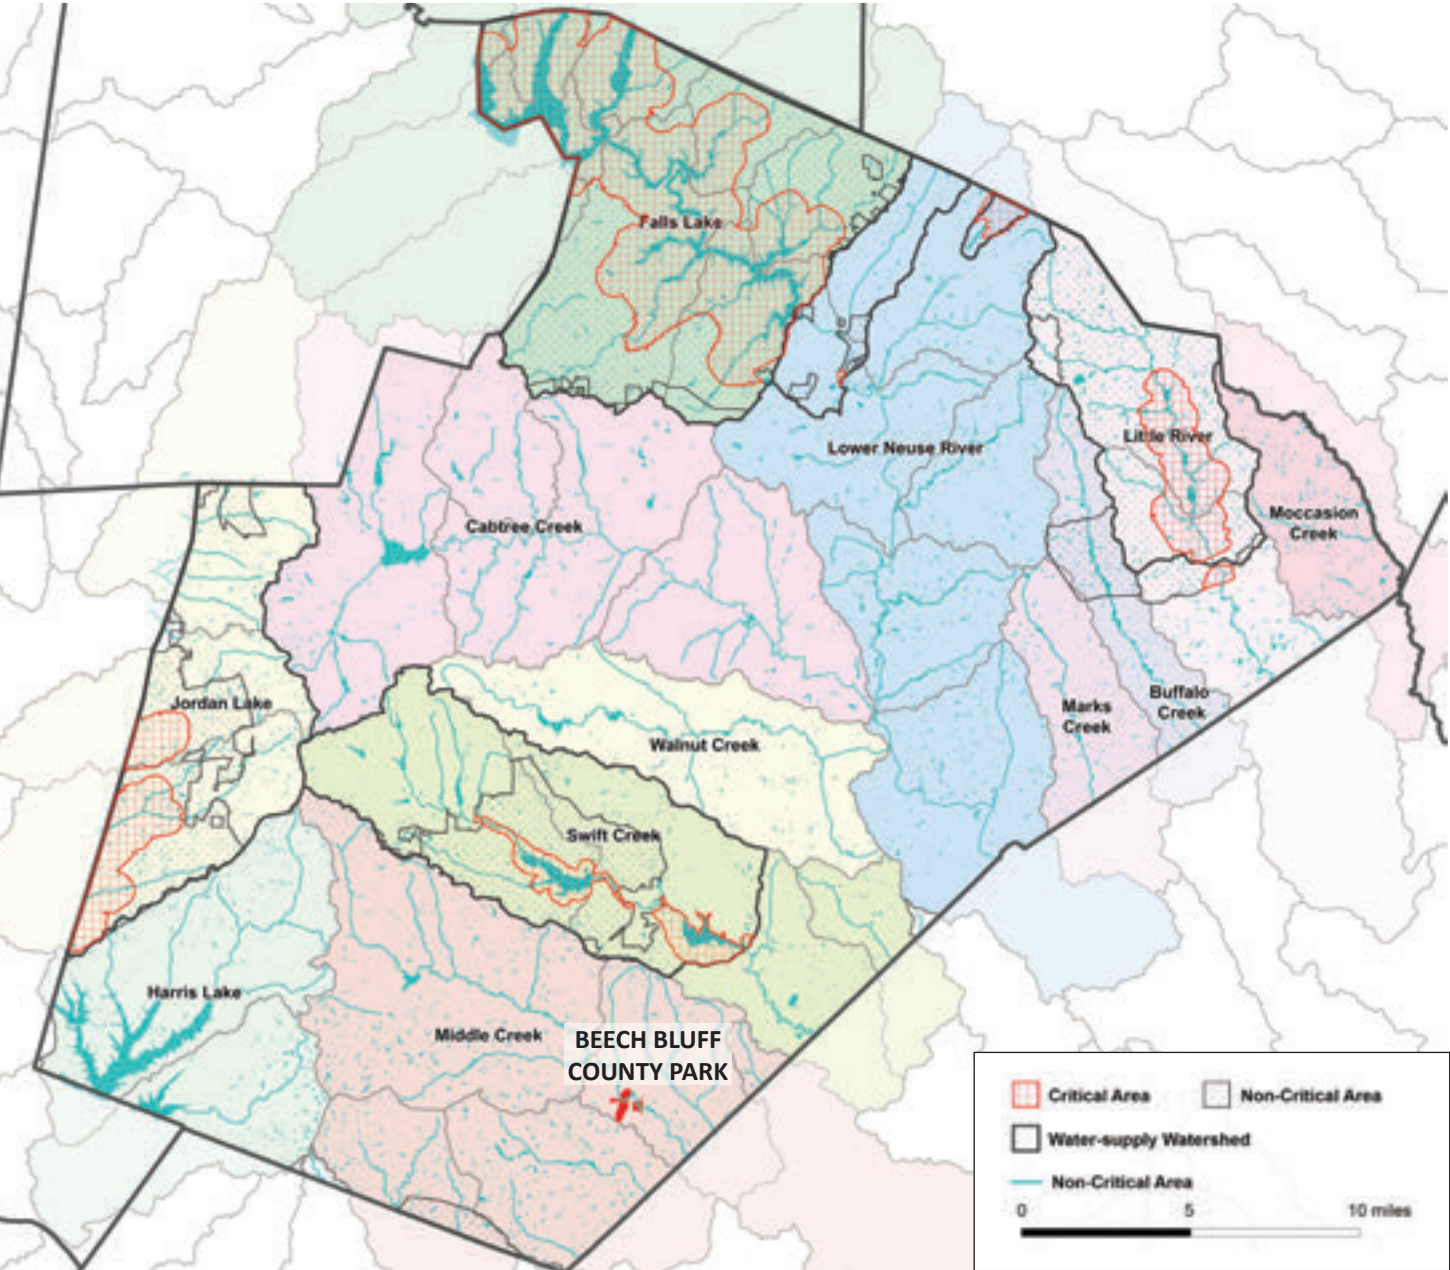 Falls Lake
Lower Neuse River
Little River
Moccasion
Creek
Cabtree Creek
Jordan Lake
Walnut Creek
Marks
Creek
Buffalo
Creek
Swift Creek
Harris Lake
Middle Creek
BEECH BLUFF
COUNTY PARK
Critical Area
Non-Critical Area
Water-supply Watershed
Non-Critical Area
0 5 10 miles